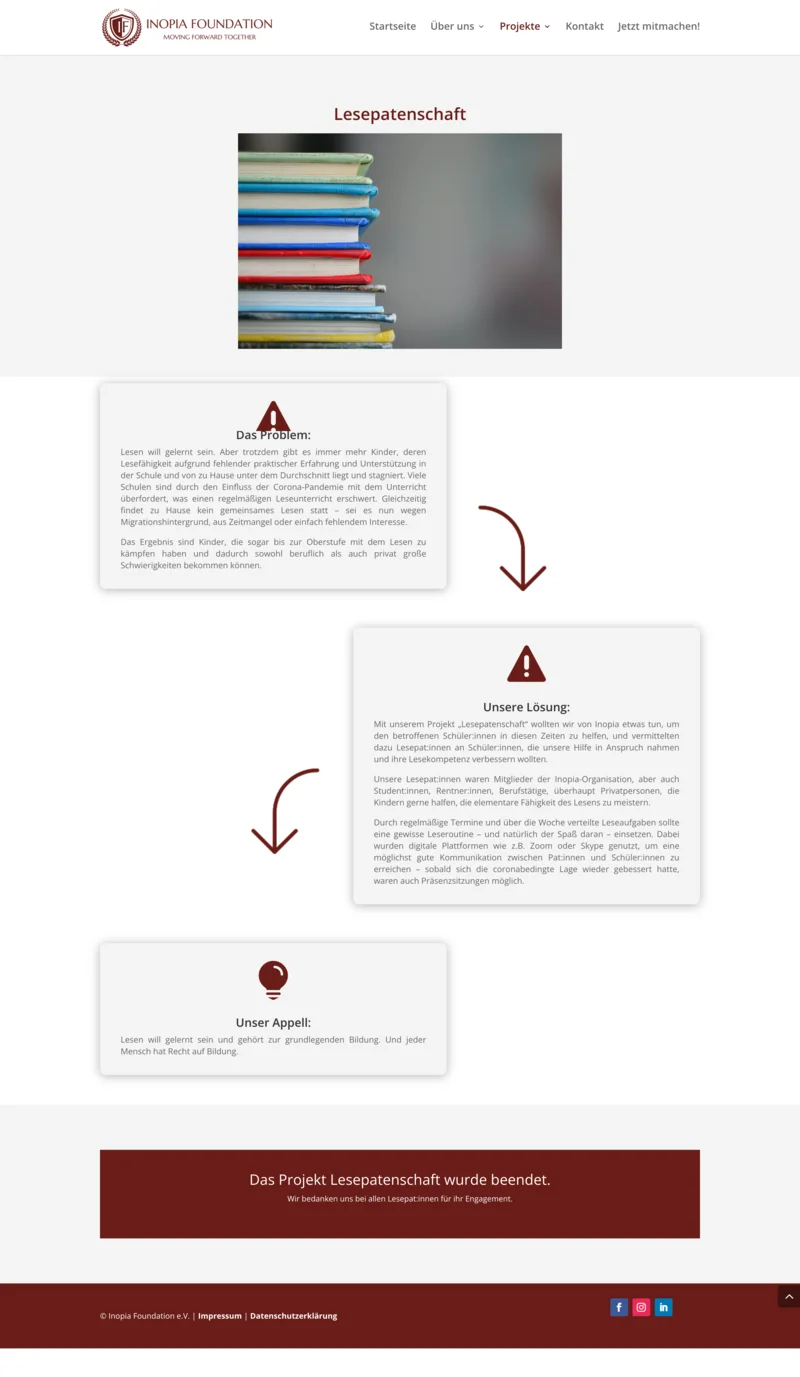 INOPIA FOUNDATION
MOVING FORWARD TOGETHER
Startseite
Über uns
Projekte
Kontakt
Jetzt mitmachen!
Lesepatenschaft
Das Problem:
Lesen will gelernt sein. Aber trotzdem gibt es immer mehr Kinder, deren
Lesefähigkeit aufgrund fehlender praktischer Erfahrung und Unterstützung in
der Schule und von zu Hause unter dem Durchschnitt liegt und stagniert. Viele
Schulen sind durch den Einfluss der Corona-Pandemie mit dem Unterricht
überfordert, was einen regelmäßigen Leseunterricht erschwert. Gleichzeitig
findet zu Hause kein gemeinsames Lesen statt – sei es nun wegen
Migrationshintergrund, aus Zeitmangel oder einfach fehlendem Interesse.
Das Ergebnis sind Kinder, die sogar bis zur Oberstufe mit dem Lesen zu
kämpfen haben und dadurch sowohl beruflich als auch privat große
Schwierigkeiten bekommen können.
Unsere Lösung:
Mit unserem Projekt „Lesepatenschaft“ wollten wir von Inopia etwas tun, um
den betroffenen Schüler:innen in diesen Zeiten zu helfen, und vermittelten
dazu Lesepat:innen an Schüler:innen, die unsere Hilfe in Anspruch nahmen
und ihre Lesekompetenz verbessern wollten.
Unsere Lesepat:innen waren Mitglieder der Inopia-Organisation, aber auch
Student:innen, Rentner:innen, Berufstätige, überhaupt Privatpersonen, die
Kindern gerne halfen, die elementare Fähigkeit des Lesens zu meistern.
Durch regelmäßige Termine und über die Woche verteilte Leseaufgaben sollte
eine gewisse Leseroutine – und natürlich der Spaß daran – einsetzen. Dabei
wurden digitale Plattformen wie z.B. Zoom oder Skype genutzt, um eine
möglichst gute Kommunikation zwischen Pat:innen und Schüler:innen zu
erreichen – sobald sich die coronabedingte Lage wieder gebessert hatte,
waren auch Präsenzsitzungen möglich.
Unser Appell:
Lesen will gelernt sein und gehört zur grundlegenden Bildung. Und jeder
Mensch hat Recht auf Bildung.
Das Projekt Lesepatenschaft wurde beendet.
Wir bedanken uns bei allen Lesepat:innen für ihr Engagement.
© Inopia Foundation e.V. | Impressum | Datenschutzerklärung